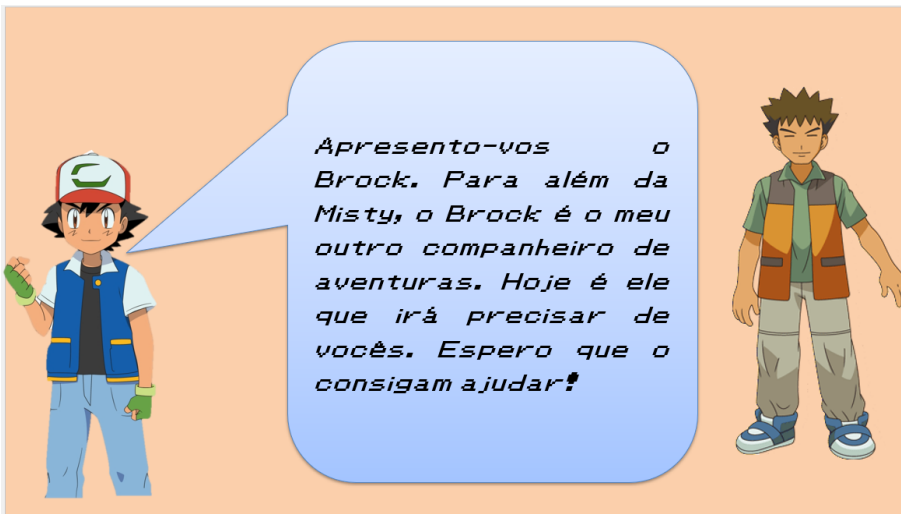 Apresento-vos o
Brock. Para além da
Misty, o Brock é o meu
outro companheiro de
aventuras. Hoje é ele
que irá precisar de
vocês. Espero que o
consigam ajudar!